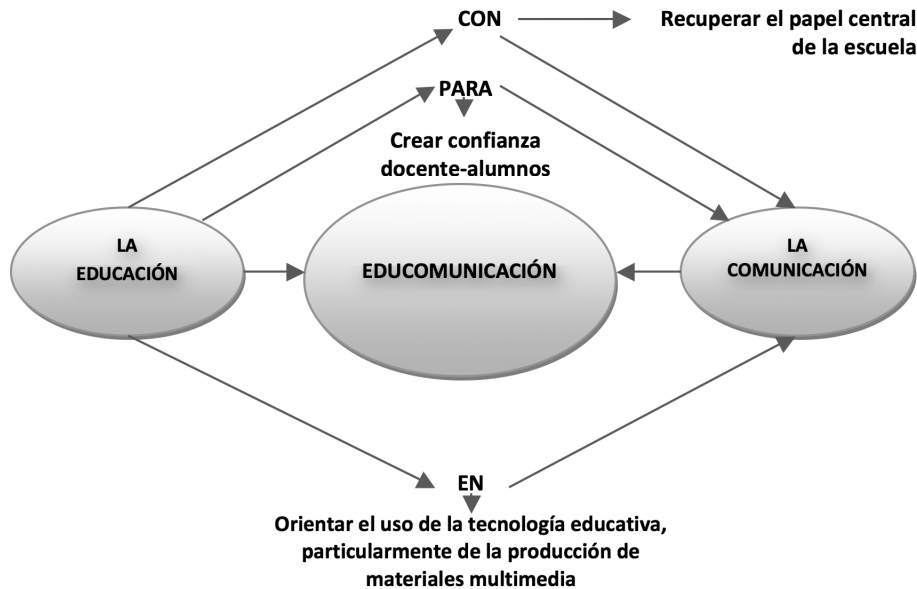 CON
Recuperar el papel central
de la escuela
PARA
Crear confianza
docente-alumnos
LA
EDUCACIÓN
EDUCOMUNICACIÓN
LA
COMUNICACIÓN
EN
Orientar el uso de la tecnología educativa,
particularmente de la producción de
materiales multimedia